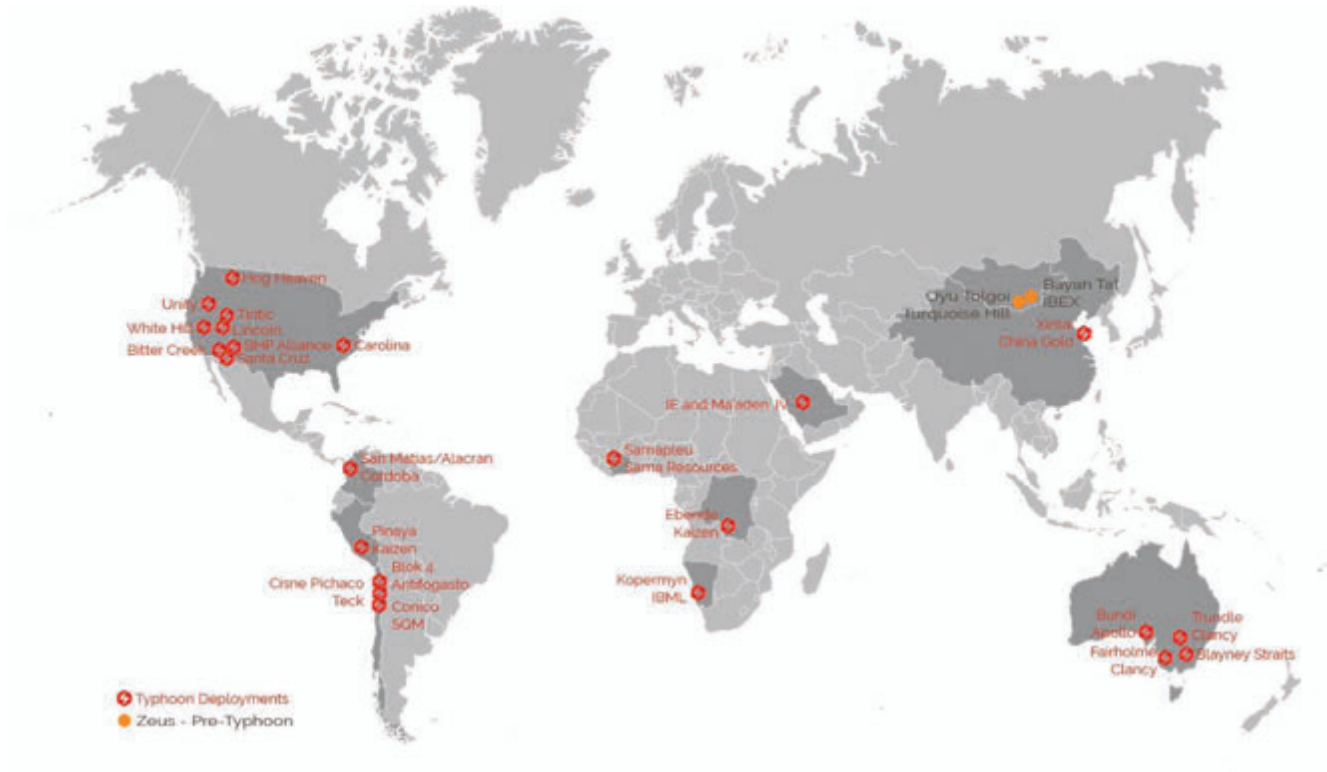 Hog Heaven
Unity
Tintic
White Hill
Lincoln
Bitter Creek
BHP Alliance
Santa Cruz
Carolina
San Matias/Alacran
Cordoba
Pinaya
Kaizen
Blok 4
Antifogasto
Cisne Pichaco
Teck
Conico
SQM
Samapleu
Sama Resources
IE and Ma'aden JV
Ebende
Kaizen
Kopermyn
IBML
Oyu Tolgoi
Turquoise Hill
Bayan Tal
IBEX
Xintai
China Gold
Bundi
Apollo
Trundle
Clancy
Fairholme
Clancy
Blayney Straits
Typhoon Deployments
Zeus - Pre-Typhoon